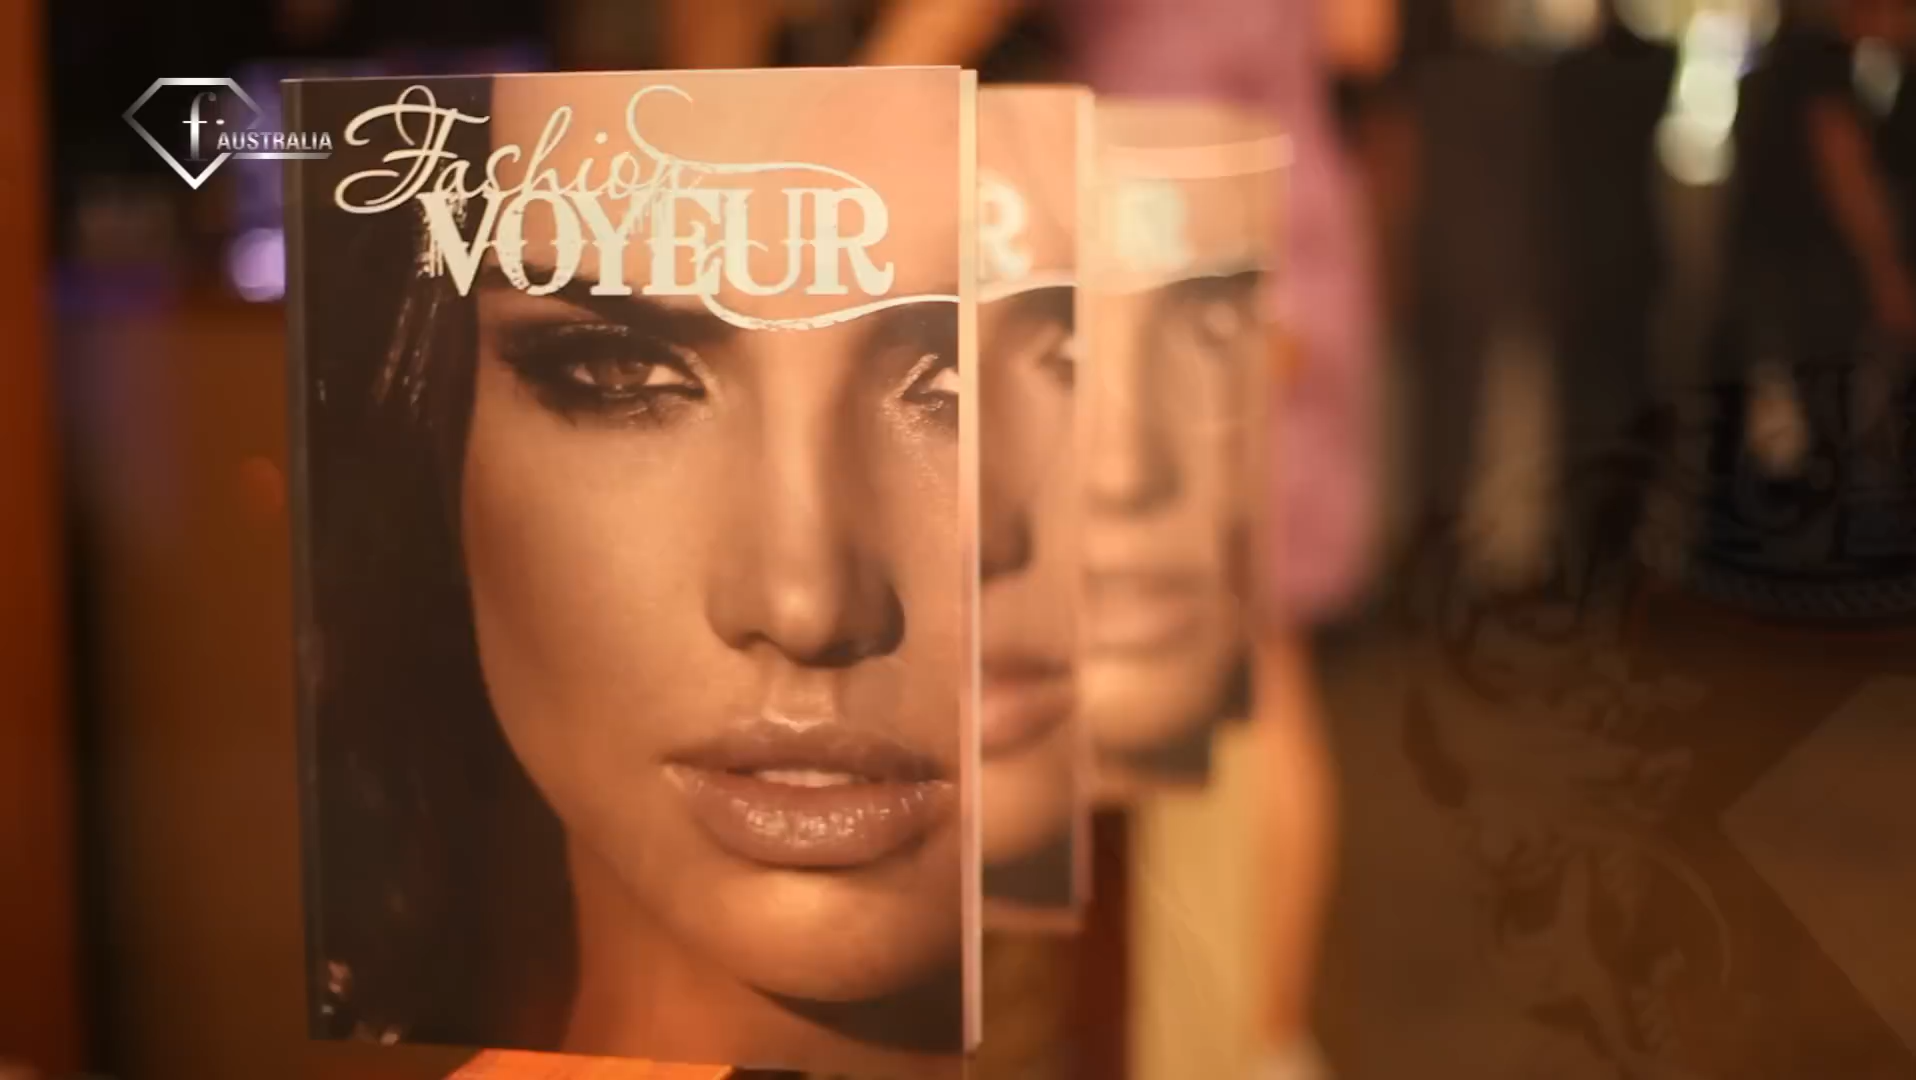 f.
AUSTRALIA
Fashion
VOYEUR
R
R